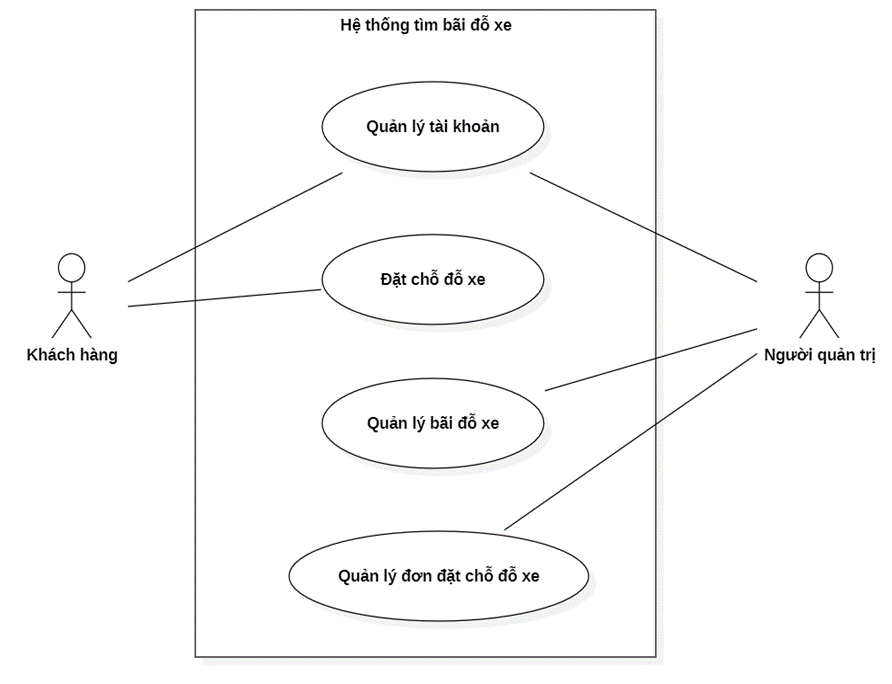 Hệ thống tìm bãi đỗ xe
Quản lý tài khoản
Đặt chỗ đỗ xe
Khách hàng
Người quản trị
Quản lý bãi đỗ xe
Quản lý đơn đặt chỗ đỗ xe